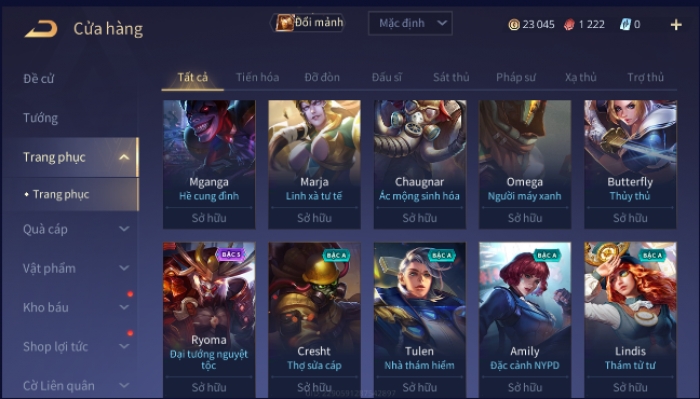 Cửa hàng
Đổi mảnh
Mặc định
23 045
1 222
0
Đề cử
Tướng
Trang phục
Trang phục
Quà cáp
Vật phẩm
Kho báu
Shop lợi tức
Cờ Liên quân
Tất cả
Tiến hóa
Đỡ đòn
Đấu sĩ
Sát thủ
Pháp sư
Xạ thủ
Trợ thủ
Mganga
Hề cung đình
Sở hữu
Marja
Linh xà tư tế
Sở hữu
Chaugnar
Ác mộng sinh hóa
Sở hữu
Omega
Người máy xanh
Sở hữu
Butterfly
Thủy thủ
Sở hữu
BẬC S
Ryoma
Đại tướng nguyệt
tộc
Sở hữu
BẬC A
Cresht
Thợ sửa cáp
Sở hữu
BẬC A
Tulen
Nhà thám hiểm
Sở hữu
BẬC A
Amily
Đặc cảnh NYPD
Sở hữu
BẬC A
Lindis
Thám tử tư
Sở hữu